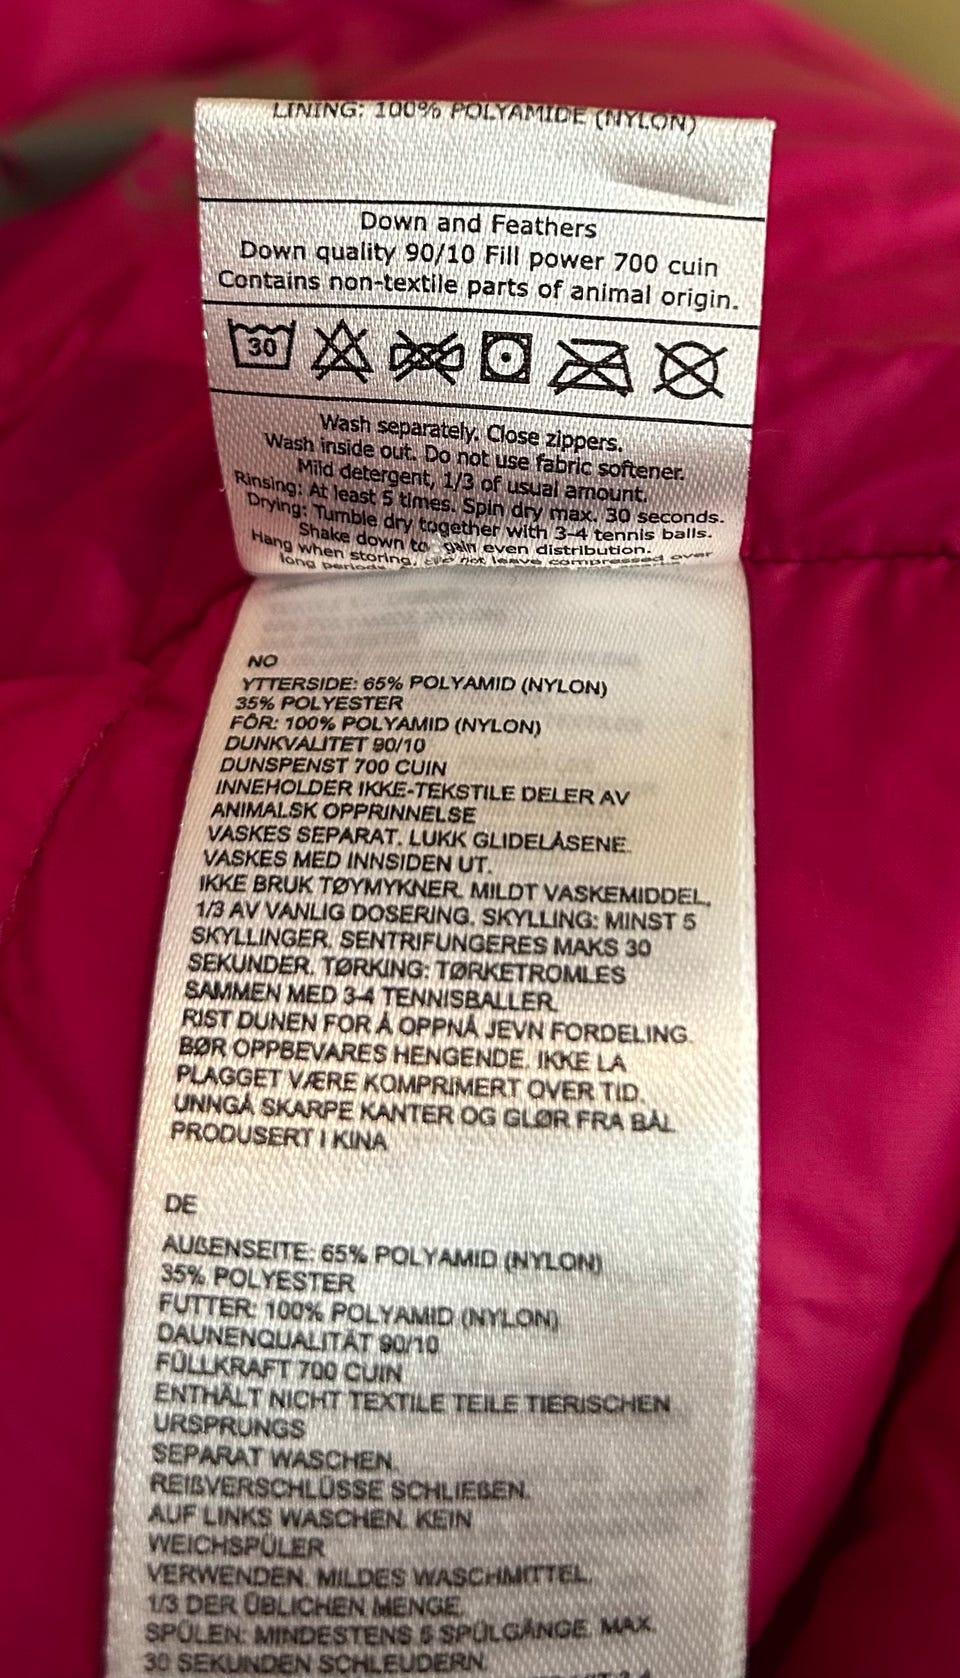 LINING: 100% POLYAMIDE (NYLON)
Down and Feathers
Down quality 90/10 Fill power 700 cuin
Contains non-textile parts of animal origin.
30
Wash separately. Close zippers.
Wash inside out. Do not use fabric softener.
Mild detergent, 1/3 of usual amount.
Rinsing: At least 5 times. Spin dry max. 30 seconds.
Drying: Tumble dry together with 3-4 tennis balls.
Shake down to gain even distribution.
Hang when storing, do not leave compressed over
long periods
NO
YTTERSIDE: 65% POLYAMID (NYLON)
35% POLYESTER
FÔR: 100% POLYAMID (NYLON)
DUNKVALITET 90/10
DUNSPENST 700 CUIN
INNEHOLDER IKKE-TEKSTILE DELER AV
ANIMALSK OPPRINNELSE
VASKES SEPARAT. LUKK GLIDELÅSENE.
VASKES MED INNSIDEN UT.
IKKE BRUK TØYMYKNER. MILDT VASKEMIDDEL,
1/3 AV VANLIG DOSERING. SKYLLING: MINST 5
SKYLLINGER. SENTRIFUNGERES MAKS 30
SEKUNDER. TØRKING: TØRKETROMLES
SAMMEN MED 3-4 TENNISBALLER.
RIST DUNEN FOR Å OPPNÅ JEVN FORDELING.
BØR OPPBEVARES HENGENDE. IKKE LA
PLAGGET VÆRE KOMPRIMERT OVER TID.
UNNGÅ SKARPE KANTER OG GLØR FRA BÅL
PRODUSERT I KINA
DE
AUßENSEITE: 65% POLYAMID (NYLON)
35% POLYESTER
FUTTER: 100% POLYAMID (NYLON)
DAUNENQUALITÄT 90/10
FÜLLKRAFT 700 CUIN
ENTHÄLT NICHT TEXTILE TEILE TIERISCHEN
URSPRUNGS
SEPARAT WASCHEN.
REIßVERSCHLÜSSE SCHLIEßEN.
AUF LINKS WASCHEN. KEIN
WEICHSPÜLER
VERWENDEN. MILDES WASCHMITTEL,
1/3 DER ÜBLICHEN MENGE.
SPÜLEN: MINDESTENS 5 SPÜLGÄNGE. MAX.
30 SEKUNDEN SCHLEUDERN.